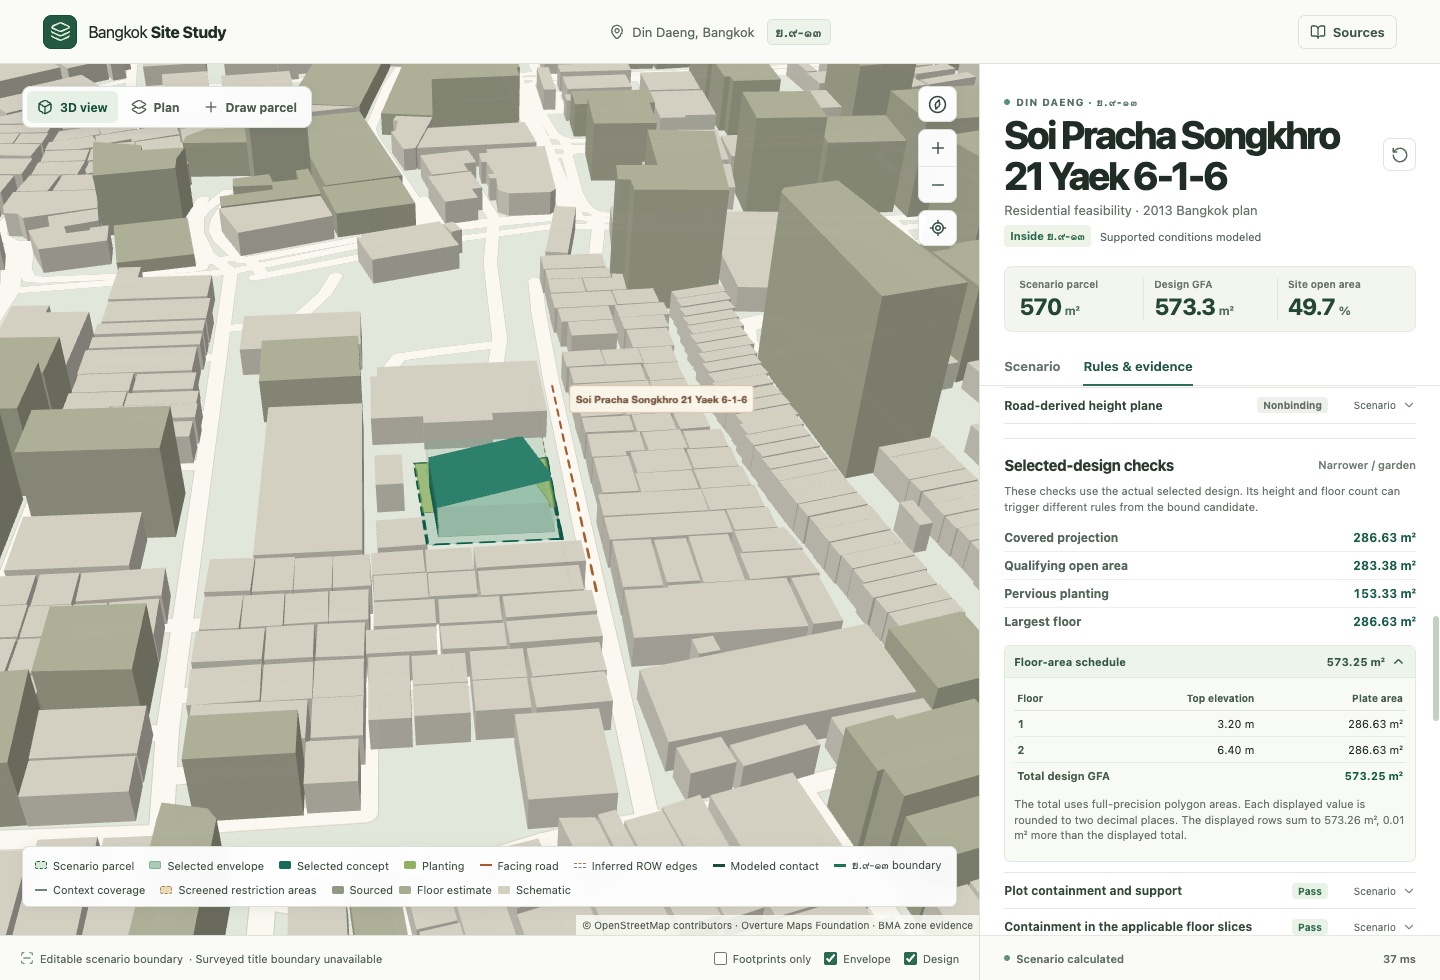 Bangkok Site Study
Din Daeng, Bangkok
ย.๙-๑๓
Sources
3D view
Plan
Draw parcel
Soi Pracha Songkhro 21 Yaek 6-1-6
DIN DAENG · ย.๙-๑๓
Soi Pracha Songkhro
21 Yaek 6-1-6
Residential feasibility · 2013 Bangkok plan
Inside ย.๙-๑๓ Supported conditions modeled
Scenario parcel
570 m²
Design GFA
573.3 m²
Site open area
49.7 %
Scenario
Rules & evidence
Road-derived height plane Nonbinding Scenario
Selected-design checks Narrower / garden
These checks use the actual selected design. Its height and floor count can
trigger different rules from the bound candidate.
Covered projection 286.63 m²
Qualifying open area 283.38 m²
Pervious planting 153.33 m²
Largest floor 286.63 m²
Floor-area schedule 573.25 m²
Floor Top elevation Plate area
1 3.20 m 286.63 m²
2 6.40 m 286.63 m²
Total design GFA 573.25 m²
The total uses full-precision polygon areas. Each displayed value is
rounded to two decimal places. The displayed rows sum to 573.26 m², 0.01
m² more than the displayed total.
Plot containment and support Pass Scenario
Containment in the applicable floor slices Pass Scenario
Scenario parcel Selected envelope Selected concept Planting Facing road Inferred ROW edges Modeled contact ย.๙-๑๓ boundary
Context coverage Screened restriction areas Sourced Floor estimate Schematic
© OpenStreetMap contributors · Overture Maps Foundation · BMA zone evidence
Editable scenario boundary · Surveyed title boundary unavailable
Footprints only Envelope Design
Scenario calculated 37 ms